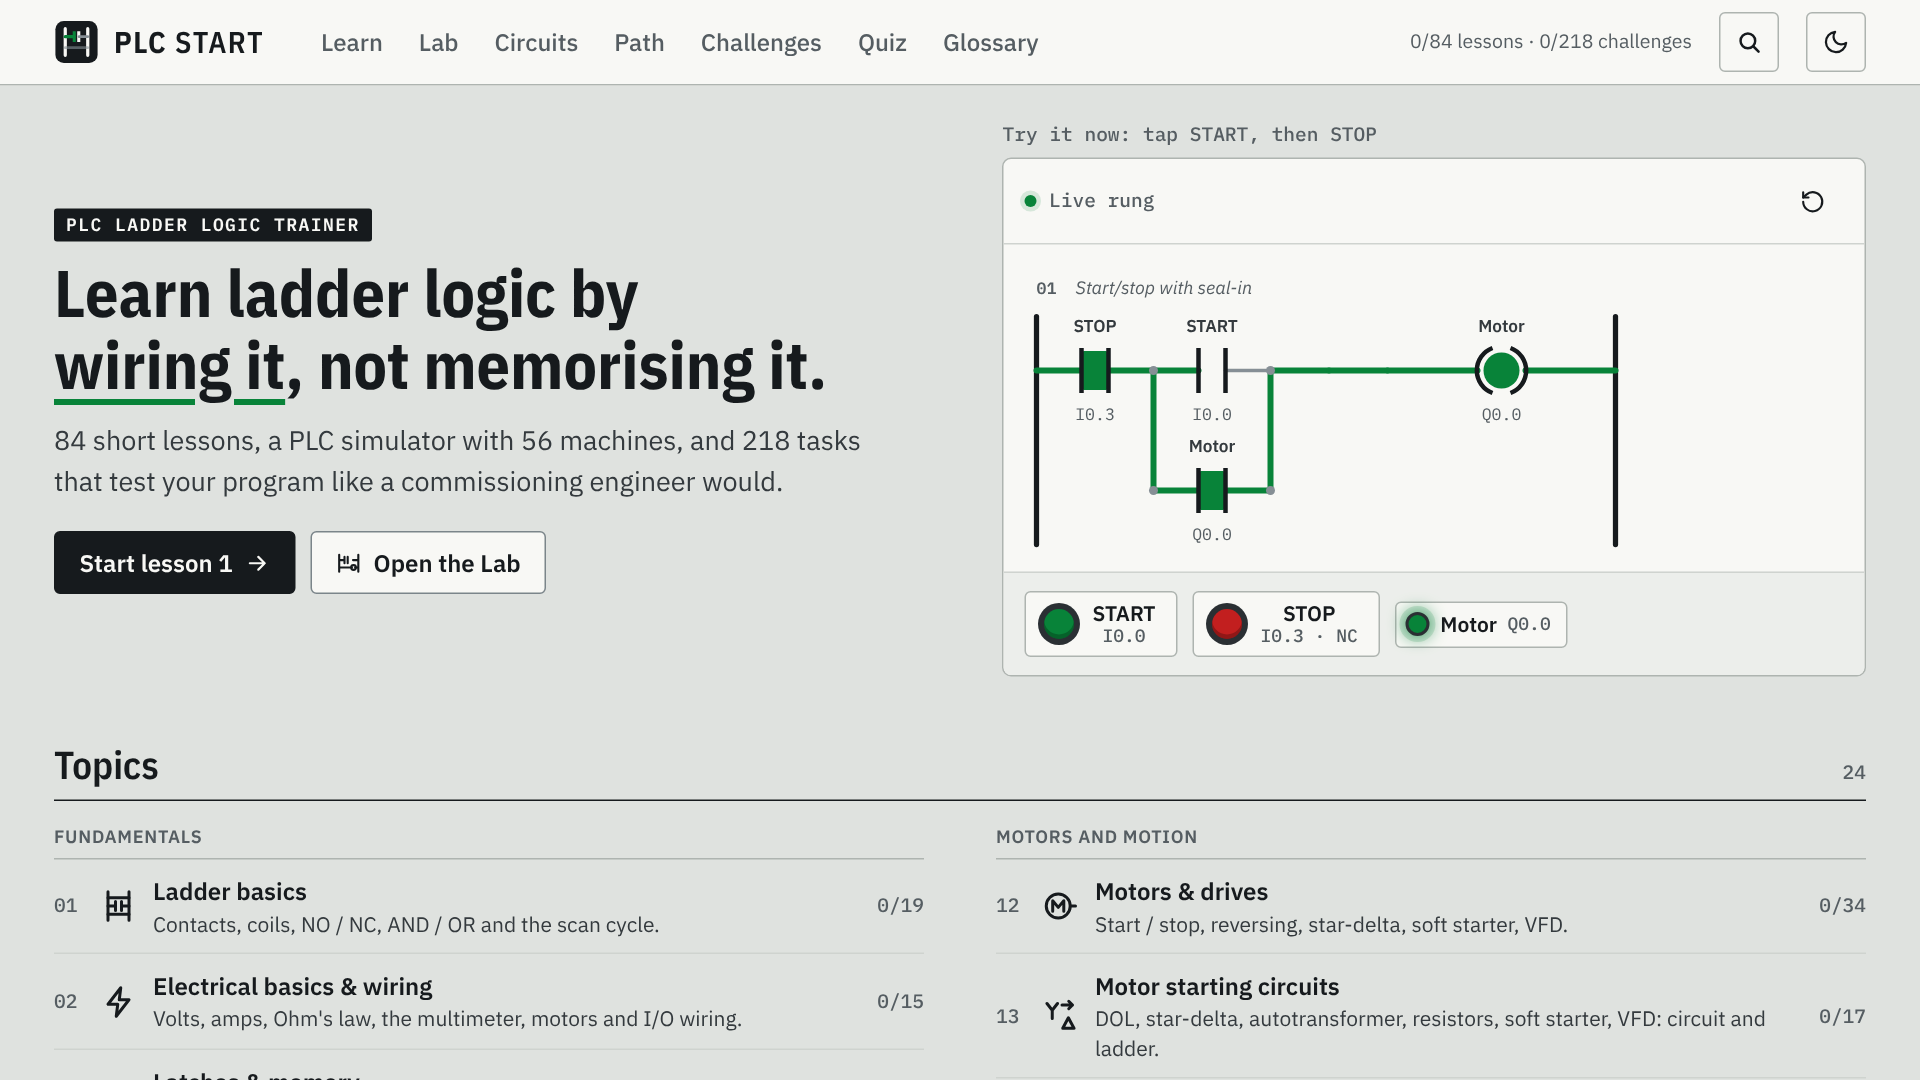 PLC START
Learn
Lab
Circuits
Path
Challenges
Quiz
Glossary
0/84 lessons · 0/218 challenges
PLC LADDER LOGIC TRAINER
Learn ladder logic by
wiring it, not memorising it.
84 short lessons, a PLC simulator with 56 machines, and 218 tasks
that test your program like a commissioning engineer would.
Start lesson 1 →
Open the Lab
Try it now: tap START, then STOP
Live rung
01 Start/stop with seal-in
STOP
START
Motor
I0.3
I0.0
Q0.0
Motor
Q0.0
START
I0.0
STOP
I0.3 · NC
Motor Q0.0
Topics
24
FUNDAMENTALS
01
Ladder basics
Contacts, coils, NO / NC, AND / OR and the scan cycle.
0/19
02
Electrical basics & wiring
Volts, amps, Ohm's law, the multimeter, motors and I/O wiring.
0/15
Latches & memory
MOTORS AND MOTION
12
Motors & drives
Start / stop, reversing, star-delta, soft starter, VFD.
0/34
13
Motor starting circuits
DOL, star-delta, autotransformer, resistors, soft starter, VFD: circuit and
ladder.
0/17